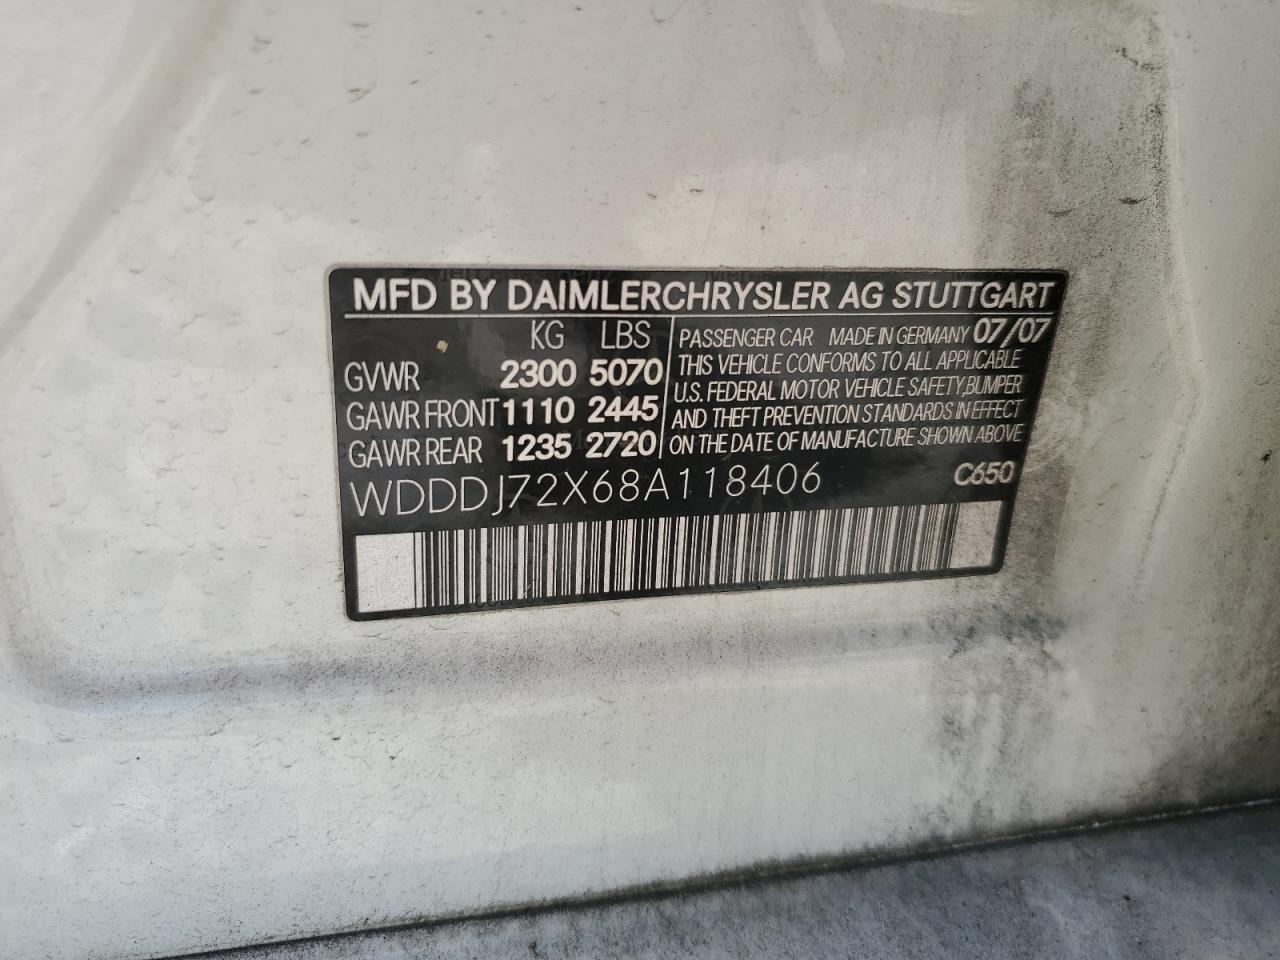 MFD BY DAIMLERCHRYSLER AG STUTTGART
KG LBS
GVWR 2300 5070
GAWR FRONT 1110 2445
GAWR REAR 1235 2720
PASSENGER CAR MADE IN GERMANY 07/07
THIS VEHICLE CONFORMS TO ALL APPLICABLE
U.S. FEDERAL MOTOR VEHICLE SAFETY,BUMPER
AND THEFT PREVENTION STANDARDS IN EFFECT
ON THE DATE OF MANUFACTURE SHOWN ABOVE
WDDDJ72X68A118406 C650